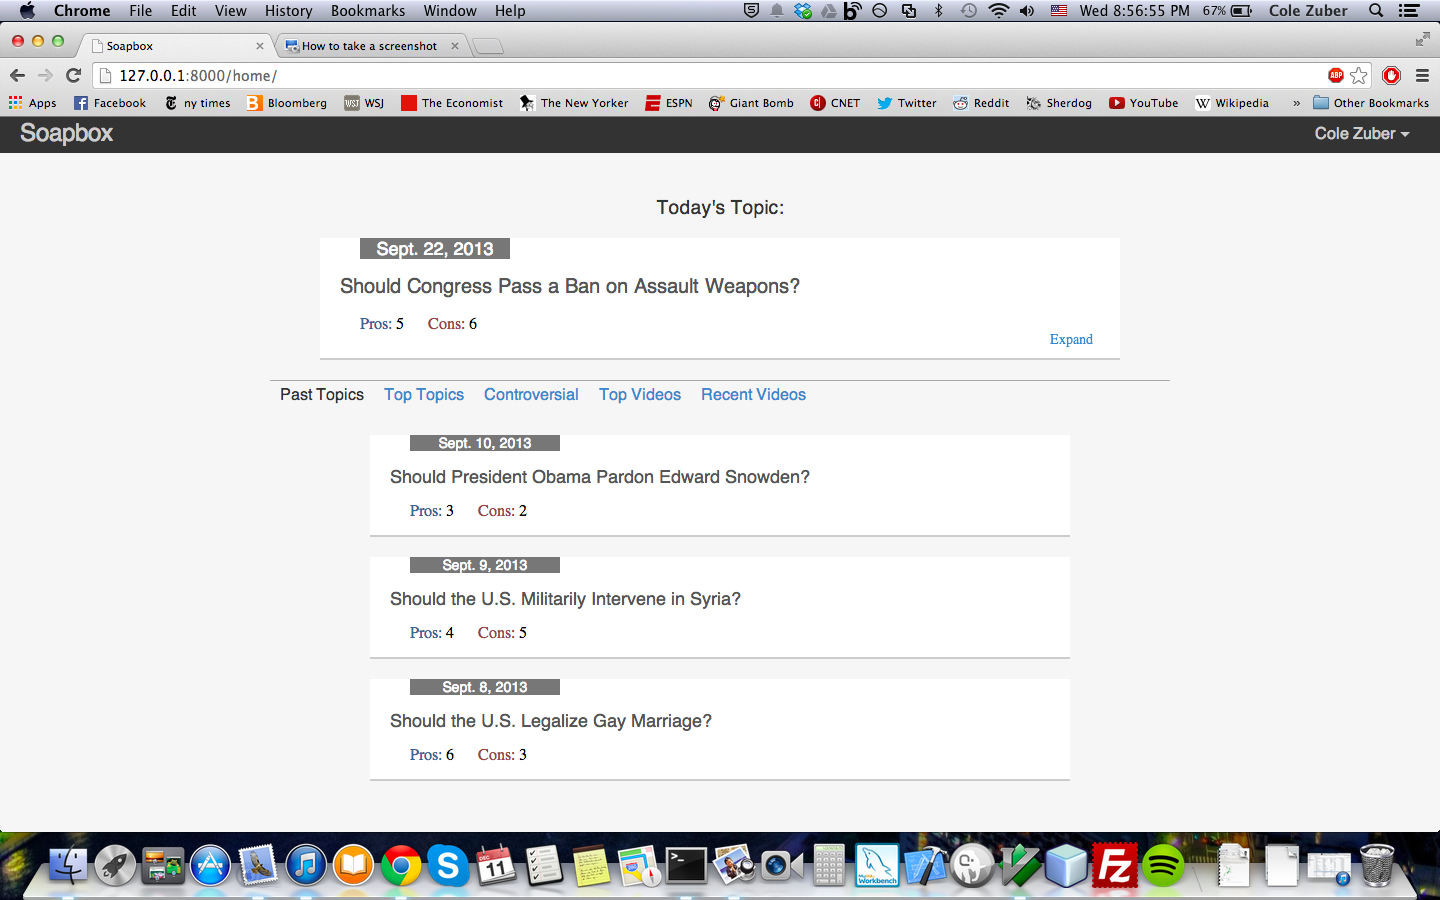 Chrome File Edit View History Bookmarks Window Help Wed 8:56:55 PM 67% Cole Zuber
Soapbox How to take a screenshot
127.0.0.1:8000/home/ ABP
Apps Facebook ny times Bloomberg WSJ WSJ The Economist The New Yorker ESPN Giant Bomb CNET Twitter Reddit Sherdog YouTube W Wikipedia » Other Bookmarks
Soapbox Cole Zuber
Today's Topic:
Sept. 22, 2013
Should Congress Pass a Ban on Assault Weapons?
Pros: 5 Cons: 6
Expand
Past Topics Top Topics Controversial Top Videos Recent Videos
Sept. 10, 2013
Should President Obama Pardon Edward Snowden?
Pros: 3 Cons: 2
Sept. 9, 2013
Should the U.S. Militarily Intervene in Syria?
Pros: 4 Cons: 5
Sept. 8, 2013
Should the U.S. Legalize Gay Marriage?
Pros: 6 Cons: 3
DEC
11
Workbench
Fz